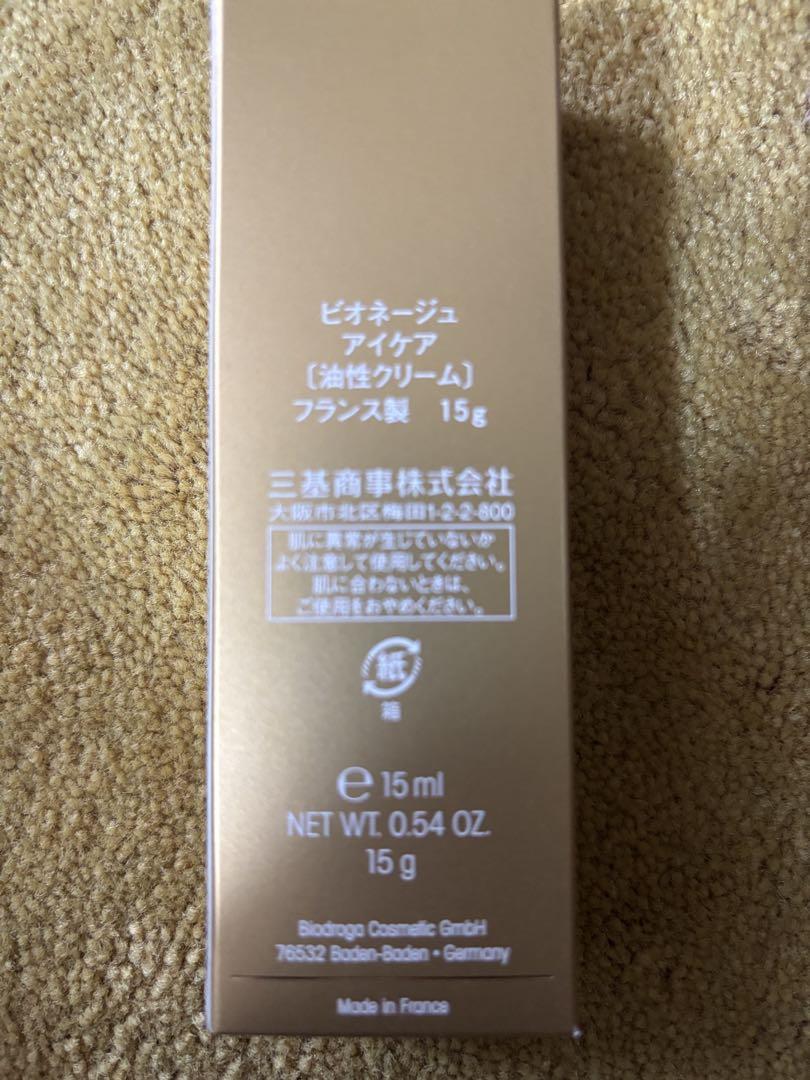 ビオネージュ
アイケア
〔油性クリーム〕
フランス製　15g
三基商事株式会社
大阪市北区梅田1-2-2-800
肌に異常が生じていないか
よく注意して使用してください。
肌に合わないときは、
ご使用をおやめください。
紙
箱
℮ 15 ml
NET WT. 0.54 OZ.
15 g
Biodroga Cosmetic GmbH
76532 Baden-Baden • Germany
Made in France